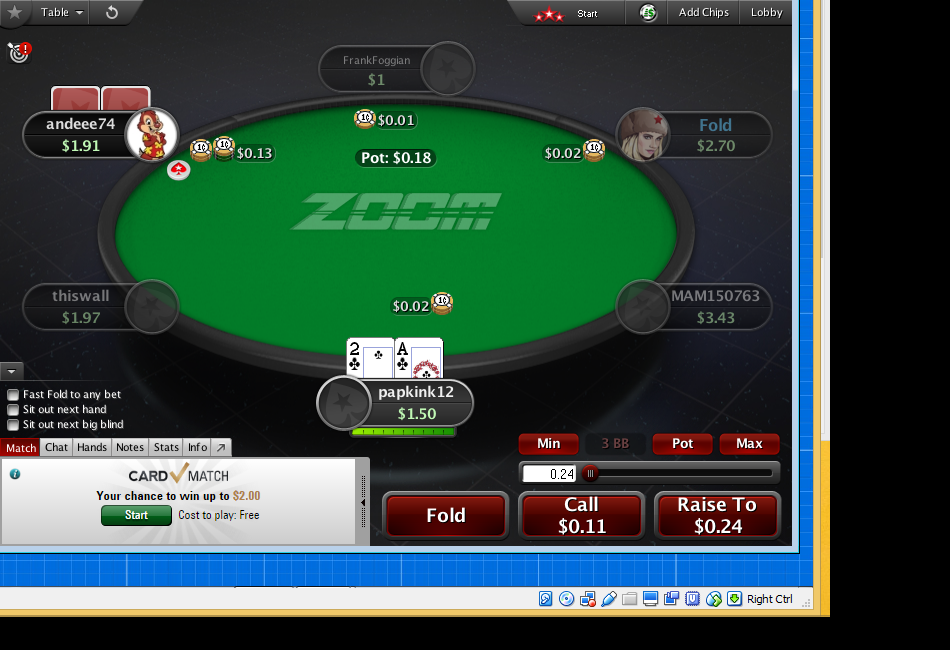 Table
Start
Add Chips
Lobby
FrankFoggian
$1
andeee74
$1.91
Fold
$2.70
$0.01
$0.13
$0.02
Pot: $0.18
ZOOM
thiswall
$1.97
MAM150763
$3.43
$0.02
2 A
papkink12
$1.50
Fast Fold to any bet
Sit out next hand
Sit out next big blind
Match Chat Hands Notes Stats Info
CARD MATCH
Your chance to win up to $2.00
Start Cost to play: Free
Min 3 BB Pot Max
0.24
Fold
Call
$0.11
Raise To
$0.24
Right Ctrl